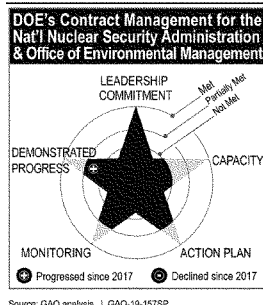 DOE's Contract Management for the
Nat'l Nuclear Security Administration
& Office of Environmental Management
LEADERSHIP
COMMITMENT
Met
Partially Met
Not Met
DEMONSTRATED
PROGRESS
CAPACITY
MONITORING
ACTION PLAN
Progressed since 2017
Declined since 2017
Source: GAO analysis. | GAO-19-157SP